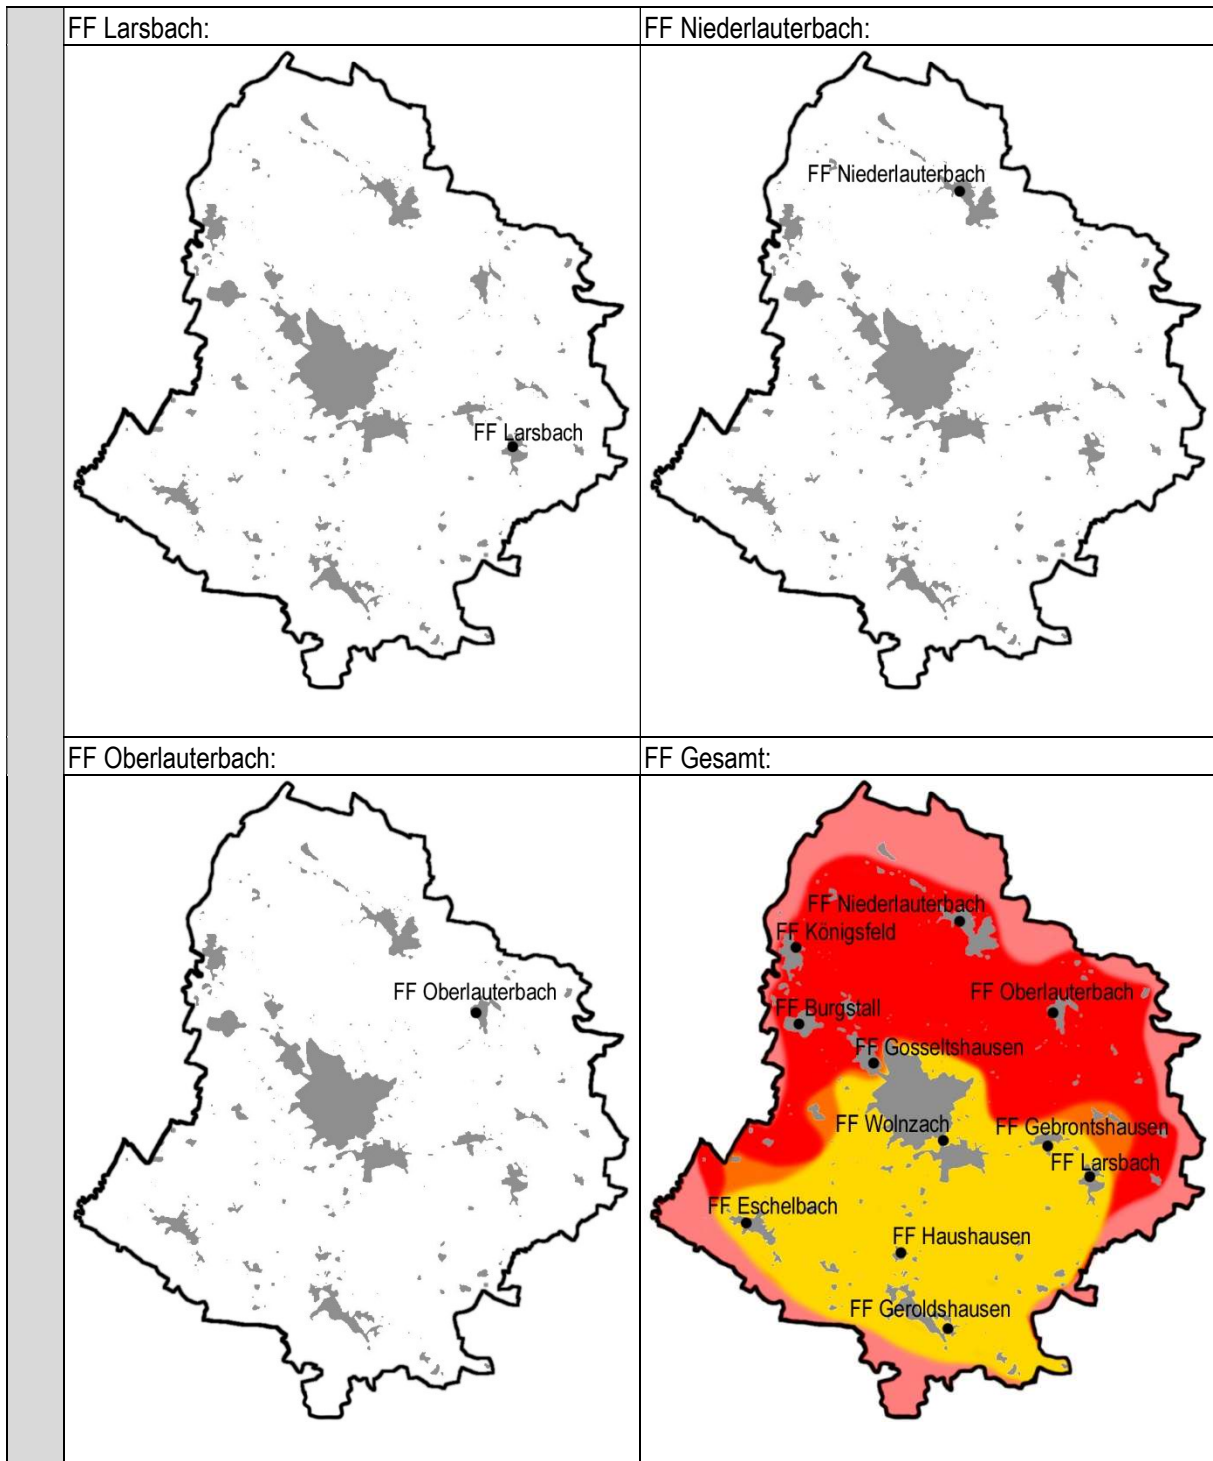 FF Larsbach:
FF Niederlauterbach:
FF Larsbach
FF Niederlauterbach
FF Oberlauterbach:
FF Gesamt:
FF Oberlauterbach
FF Niederlauterbach
FF Königsfeld
FF Oberlauterbach
FF Burgstall
FF Gosseltshausen
FF Wolnzach
FF Gebrontshausen
FF Larsbach
FF Eschelbach
FF Haushausen
FF Geroldshausen